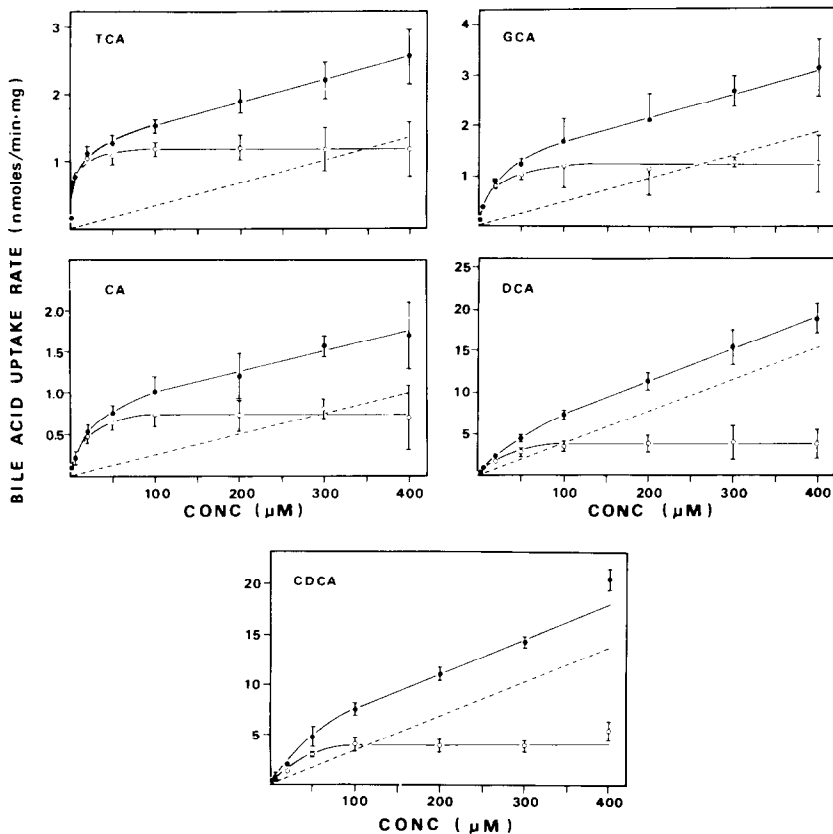 BILE ACID UPTAKE RATE (nmoles/min·mg)
TCA
3
2
1
GCA
4
3
2
1
CA
2.0
1.5
1.0
0.5
100 200 300 400
CONC (μM)
DCA
25
20
15
10
5
100 200 300 400
CONC (μM)
CDCA
20
15
10
5
100 200 300 400
CONC (μM)